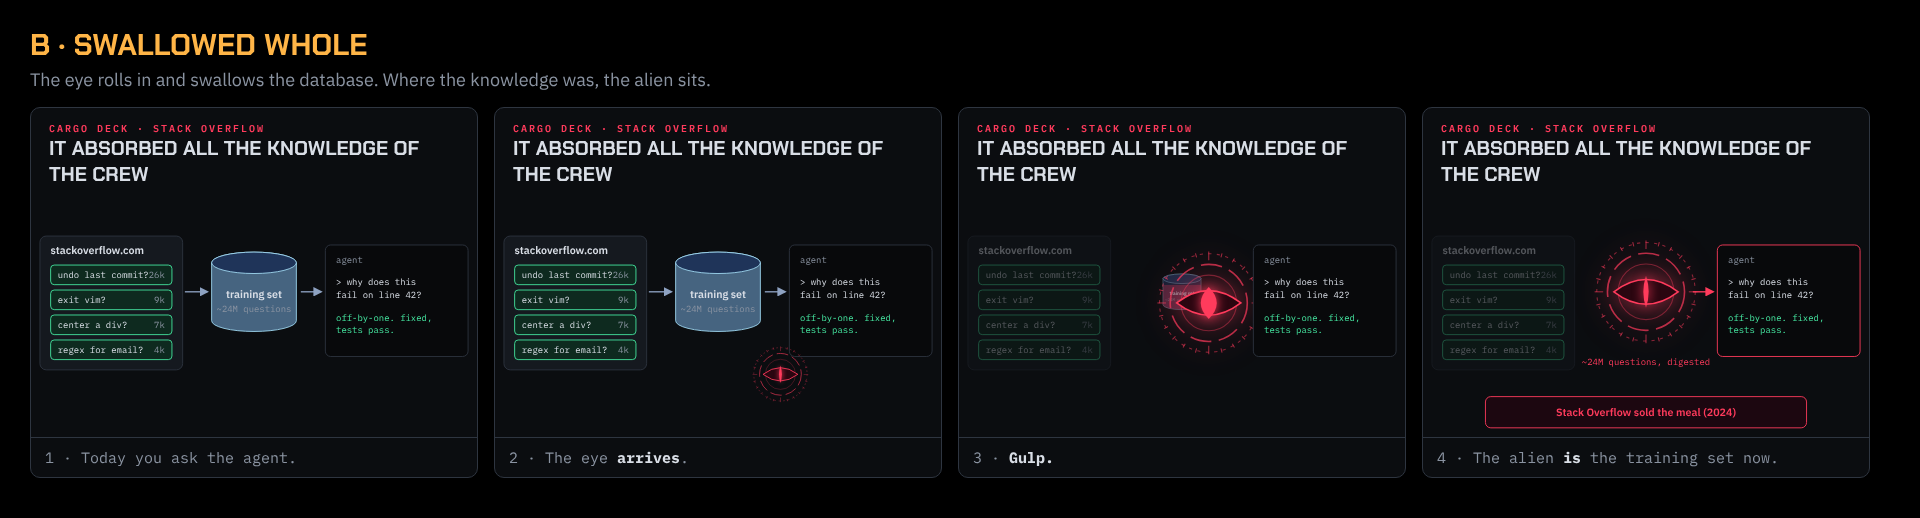 B · SWALLOWED WHOLE
The eye rolls in and swallows the database. Where the knowledge was, the alien sits.
CARGO DECK · STACK OVERFLOW
IT ABSORBED ALL THE KNOWLEDGE OF
THE CREW
stackoverflow.com
undo last commit? 26k
exit vim? 9k
center a div? 7k
regex for email? 4k
training set
~24M questions
agent
> why does this
fail on line 42?
off-by-one. fixed,
tests pass.
1 · Today you ask the agent.
CARGO DECK · STACK OVERFLOW
IT ABSORBED ALL THE KNOWLEDGE OF
THE CREW
stackoverflow.com
undo last commit? 26k
exit vim? 9k
center a div? 7k
regex for email? 4k
training set
~24M questions
agent
> why does this
fail on line 42?
off-by-one. fixed,
tests pass.
2 · The eye arrives.
CARGO DECK · STACK OVERFLOW
IT ABSORBED ALL THE KNOWLEDGE OF
THE CREW
stackoverflow.com
undo last commit? 26k
exit vim? 9k
center a div? 7k
regex for email? 4k
agent
> why does this
fail on line 42?
off-by-one. fixed,
tests pass.
3 · Gulp.
CARGO DECK · STACK OVERFLOW
IT ABSORBED ALL THE KNOWLEDGE OF
THE CREW
stackoverflow.com
undo last commit? 26k
exit vim? 9k
center a div? 7k
regex for email? 4k
agent
> why does this
fail on line 42?
off-by-one. fixed,
tests pass.
~24M questions, digested
Stack Overflow sold the meal (2024)
4 · The alien is the training set now.